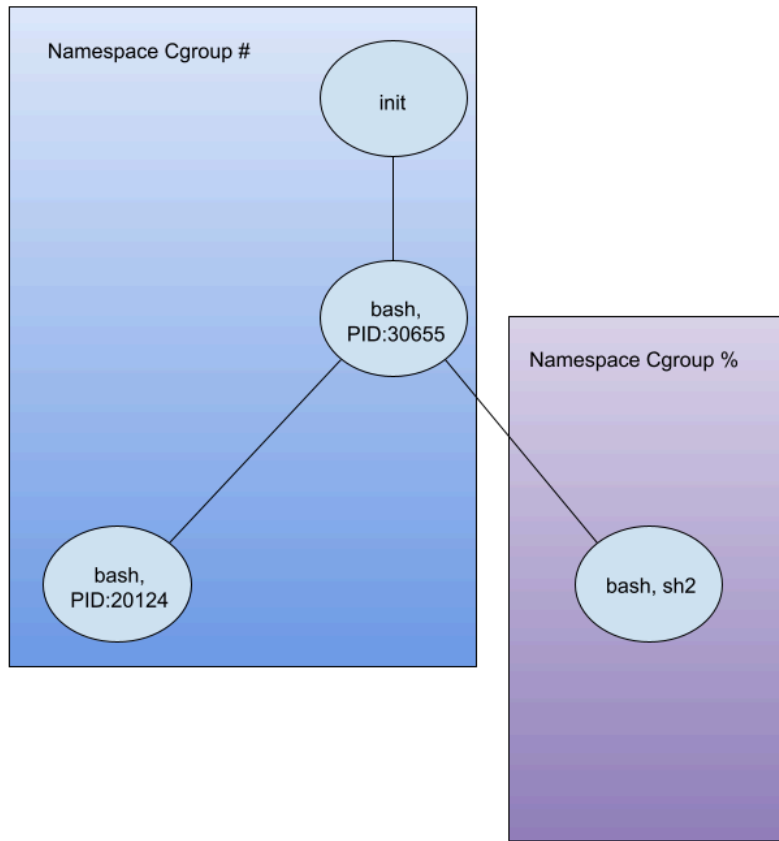 Namespace Cgroup #
init
bash,
PID:30655
Namespace Cgroup %
bash,
PID:20124
bash, sh2